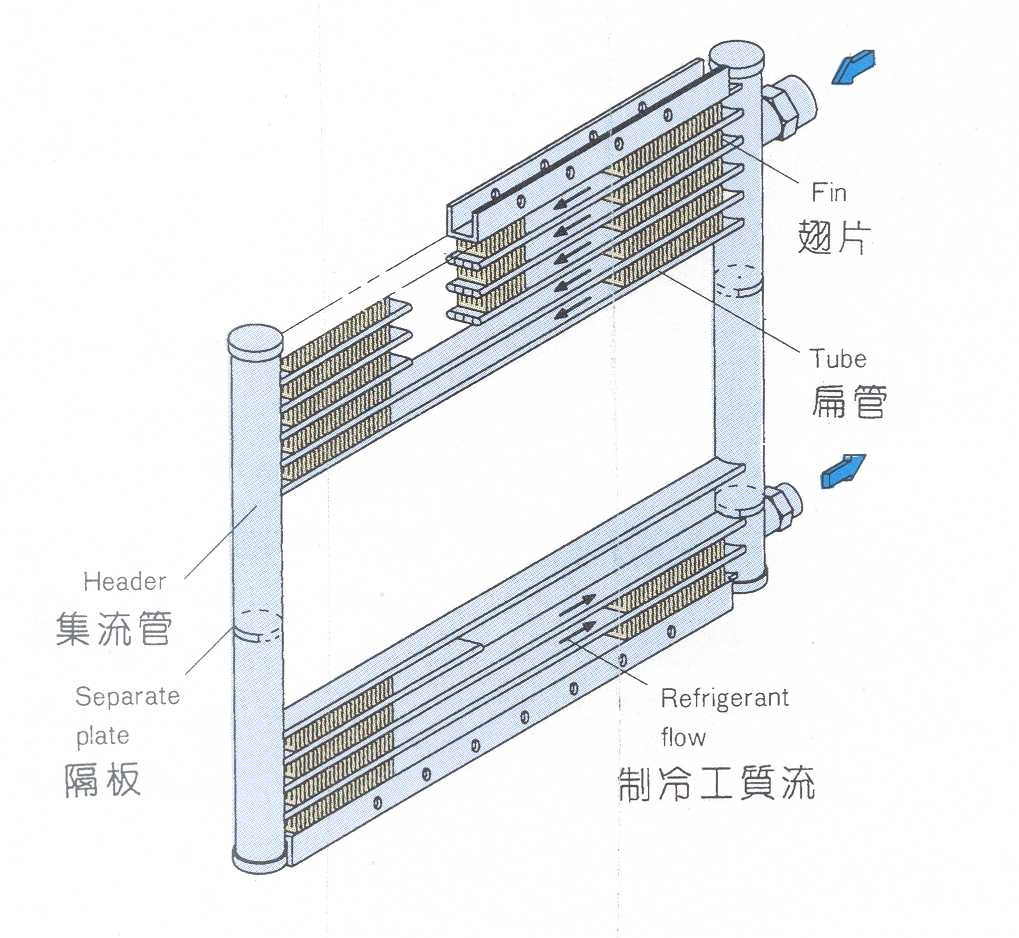 Fin
翅片
Tube
扁管
Header
集流管
Separate
plate
隔板
Refrigerant
flow
制冷工質流